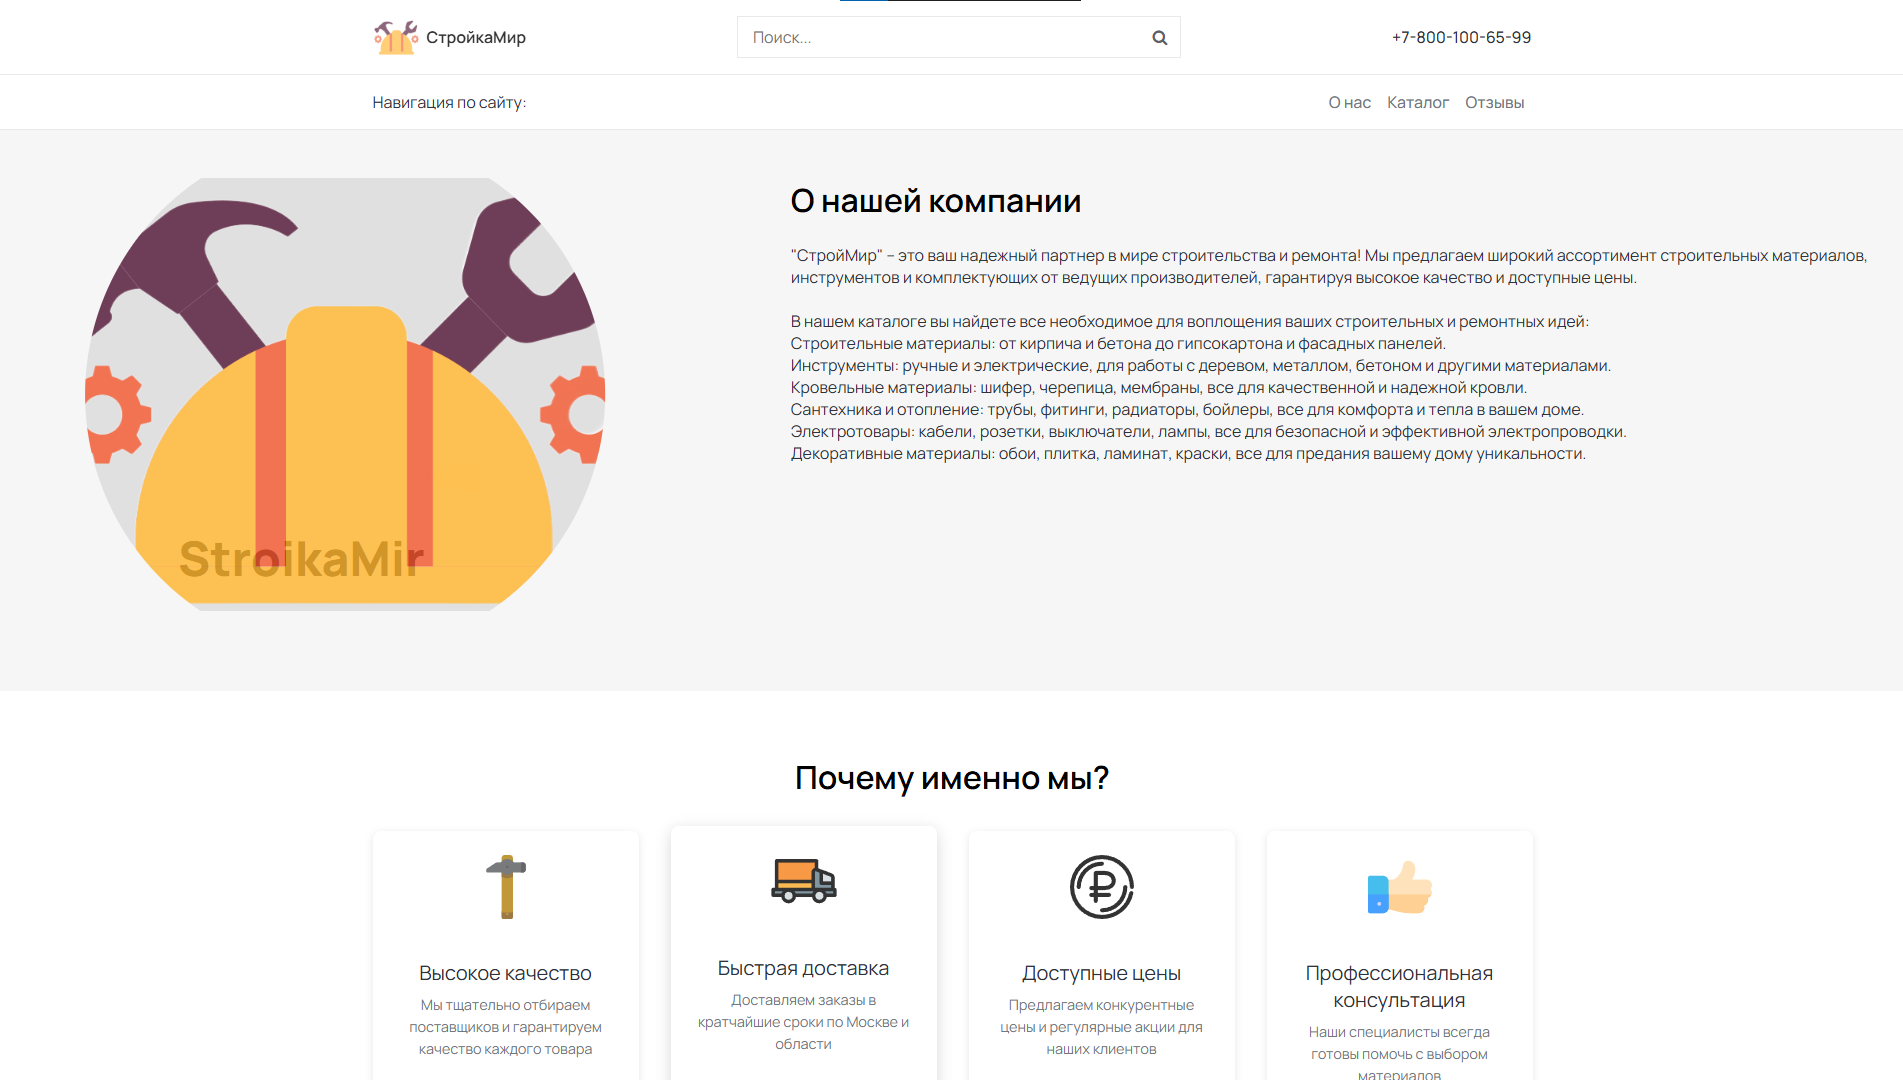 СтройкаМир
Поиск...
+7-800-100-65-99
Навигация по сайту:
О нас Каталог Отзывы
StroikaMir
О нашей компании
"СтройМир" – это ваш надежный партнер в мире строительства и ремонта! Мы предлагаем широкий ассортимент строительных материалов,
инструментов и комплектующих от ведущих производителей, гарантируя высокое качество и доступные цены.
В нашем каталоге вы найдете все необходимое для воплощения ваших строительных и ремонтных идей:
Строительные материалы: от кирпича и бетона до гипсокартона и фасадных панелей.
Инструменты: ручные и электрические, для работы с деревом, металлом, бетоном и другими материалами.
Кровельные материалы: шифер, черепица, мембраны, все для качественной и надежной кровли.
Сантехника и отопление: трубы, фитинги, радиаторы, бойлеры, все для комфорта и тепла в вашем доме.
Электротовары: кабели, розетки, выключатели, лампы, все для безопасной и эффективной электропроводки.
Декоративные материалы: обои, плитка, ламинат, краски, все для предания вашему дому уникальности.
Почему именно мы?
Высокое качество
Мы тщательно отбираем
поставщиков и гарантируем
качество каждого товара
Быстрая доставка
Доставляем заказы в
кратчайшие сроки по Москве и
области
Доступные цены
Предлагаем конкурентные
цены и регулярные акции для
наших клиентов
Профессиональная
консультация
Наши специалисты всегда
готовы помочь с выбором
материалов